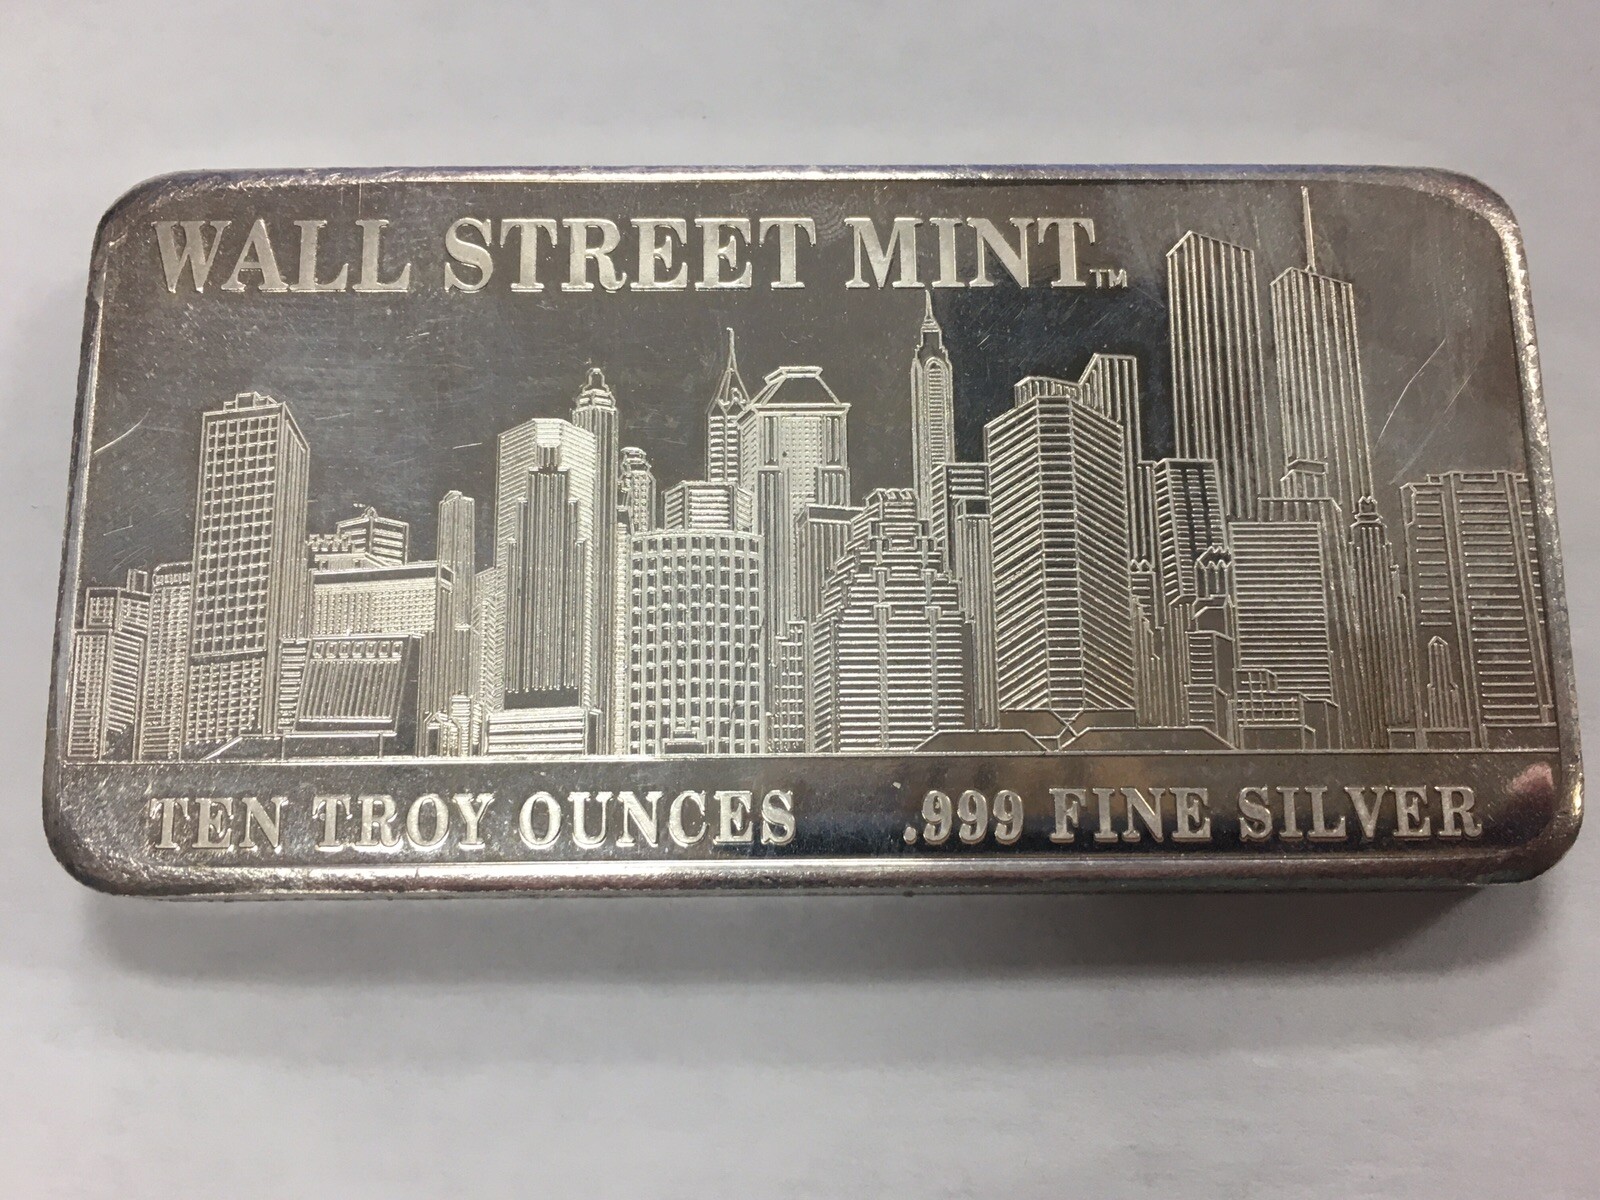 WALL STREET MINT™
TEN TROY OUNCES .999 FINE SILVER